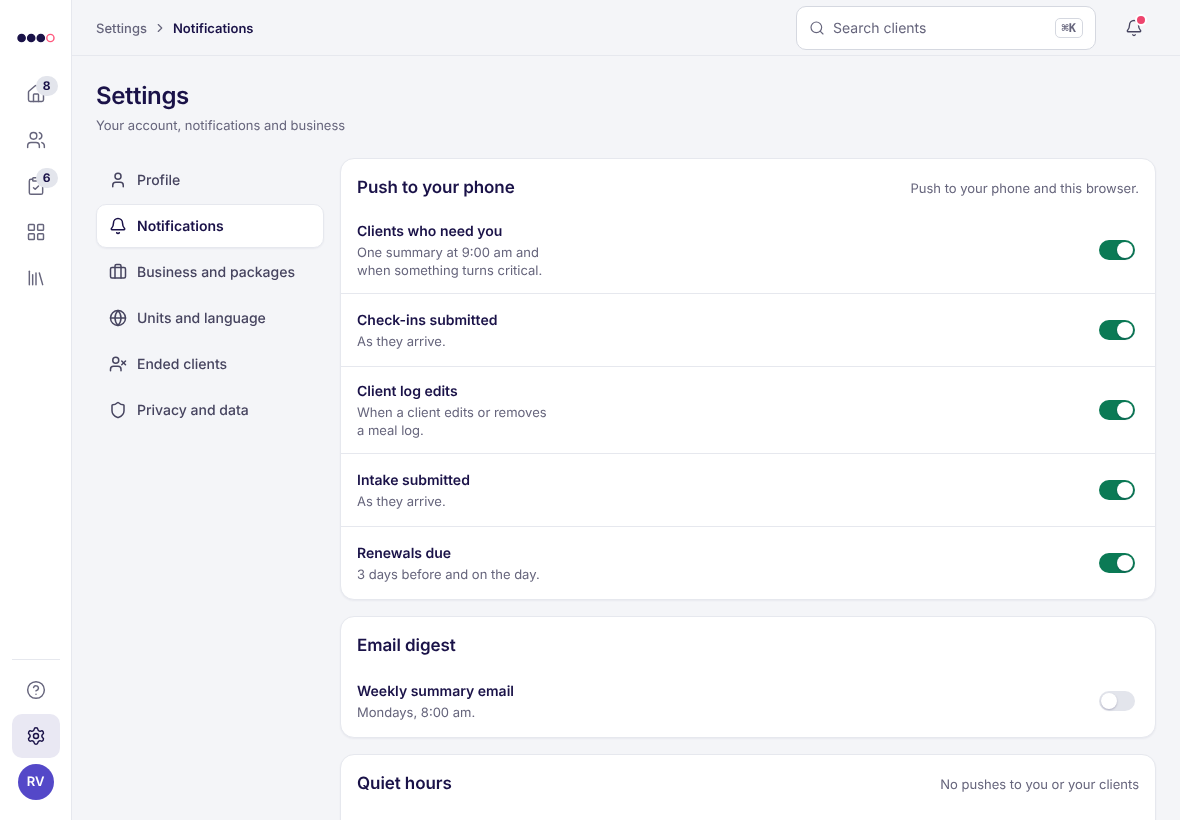 Settings > Notifications
Search clients
⌘K
8
6
Settings
Your account, notifications and business
Profile
Notifications
Business and packages
Units and language
Ended clients
Privacy and data
Push to your phone
Push to your phone and this browser.
Clients who need you
One summary at 9:00 am and
when something turns critical.
Check-ins submitted
As they arrive.
Client log edits
When a client edits or removes
a meal log.
Intake submitted
As they arrive.
Renewals due
3 days before and on the day.
Email digest
Weekly summary email
Mondays, 8:00 am.
Quiet hours
No pushes to you or your clients
RV